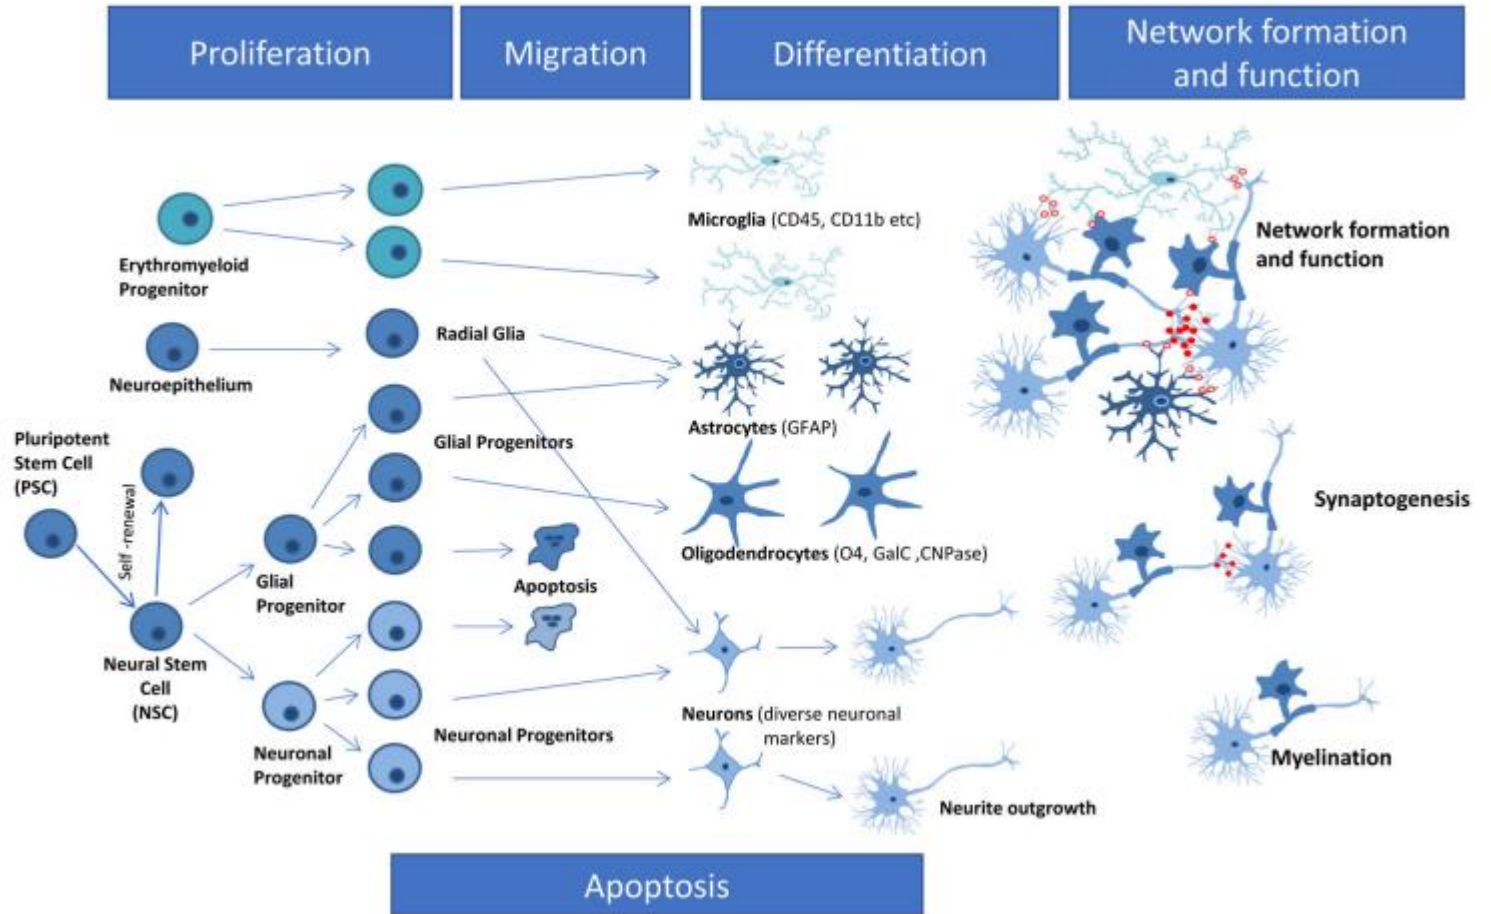 Proliferation
Migration
Differentiation
Network formation
and function
Microglia (CD45, CD11b etc)
Erythromyeloid
Progenitor
Network formation
and function
Radial Glia
Neuroepithelium
Astrocytes (GFAP)
Pluripotent
Stem Cell
(PSC)
Self -renewal
Glial Progenitors
Synaptogenesis
Oligodendrocytes (O4, GalC ,CNPase)
Glial
Progenitor
Apoptosis
Neural Stem
Cell
(NSC)
Neurons (diverse neuronal
markers)
Neuronal Progenitors
Neuronal
Progenitor
Myelination
Neurite outgrowth
Apoptosis